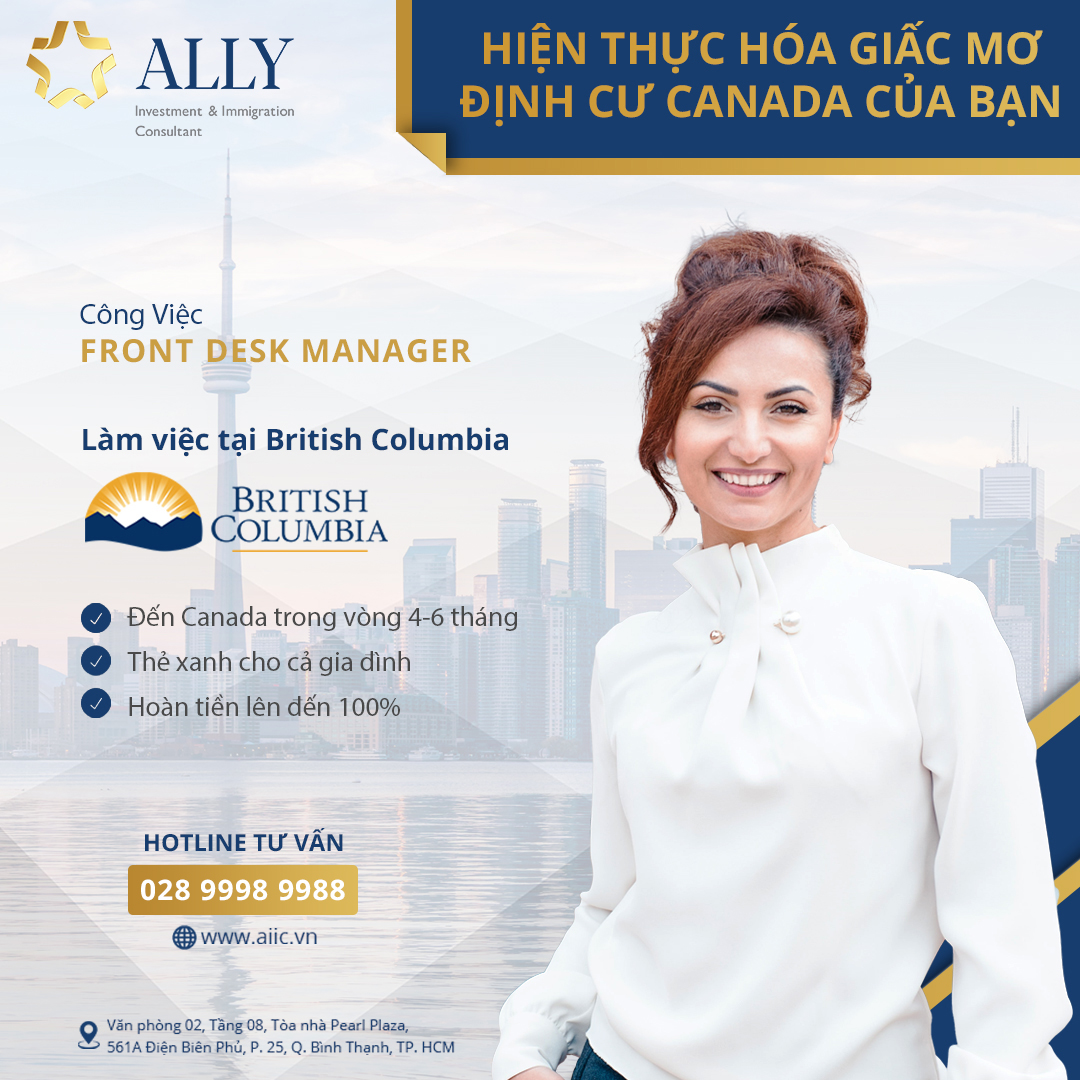 ALLY
Investment & Immigration
Consultant
HIỆN THỰC HÓA GIẤC MƠ
ĐỊNH CƯ CANADA CỦA BẠN
Công Việc
FRONT DESK MANAGER
Làm việc tại British Columbia
BRITISH
COLUMBIA
Đến Canada trong vòng 4-6 tháng
Thẻ xanh cho cả gia đình
Hoàn tiền lên đến 100%
HOTLINE TƯ VẤN
028 9998 9988
www.aiic.vn
Văn phòng 02, Tầng 08, Tòa nhà Pearl Plaza,
561A Điện Biên Phủ, P. 25, Q. Bình Thạnh, TP. HCM